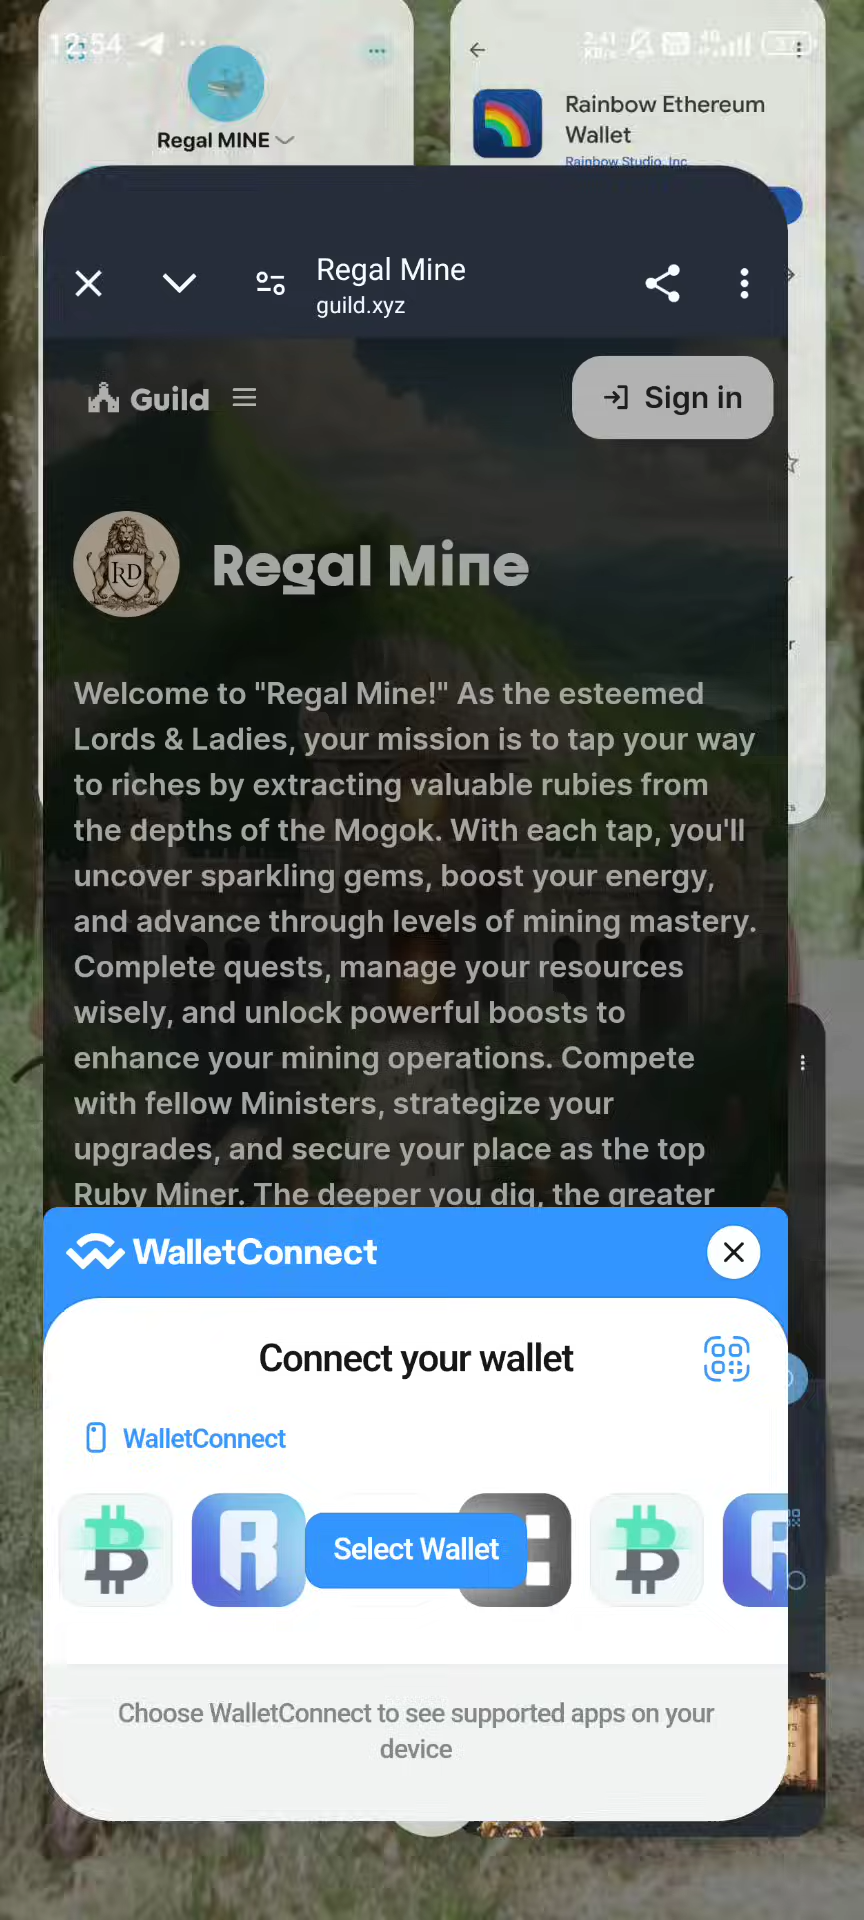 12:54
2:41
KB/s
4G
Regal MINE
Rainbow Ethereum
Wallet
Rainbow Studio, Inc
Regal Mine
guild.xyz
Guild
Sign in
RD
Regal Mine
Welcome to "Regal Mine!" As the esteemed
Lords & Ladies, your mission is to tap your way
to riches by extracting valuable rubies from
the depths of the Mogok. With each tap, you'll
uncover sparkling gems, boost your energy,
and advance through levels of mining mastery.
Complete quests, manage your resources
wisely, and unlock powerful boosts to
enhance your mining operations. Compete
with fellow Ministers, strategize your
upgrades, and secure your place as the top
Ruby Miner. The deeper you dig, the greater
WalletConnect
Connect your wallet
WalletConnect
Select Wallet
Choose WalletConnect to see supported apps on your
device